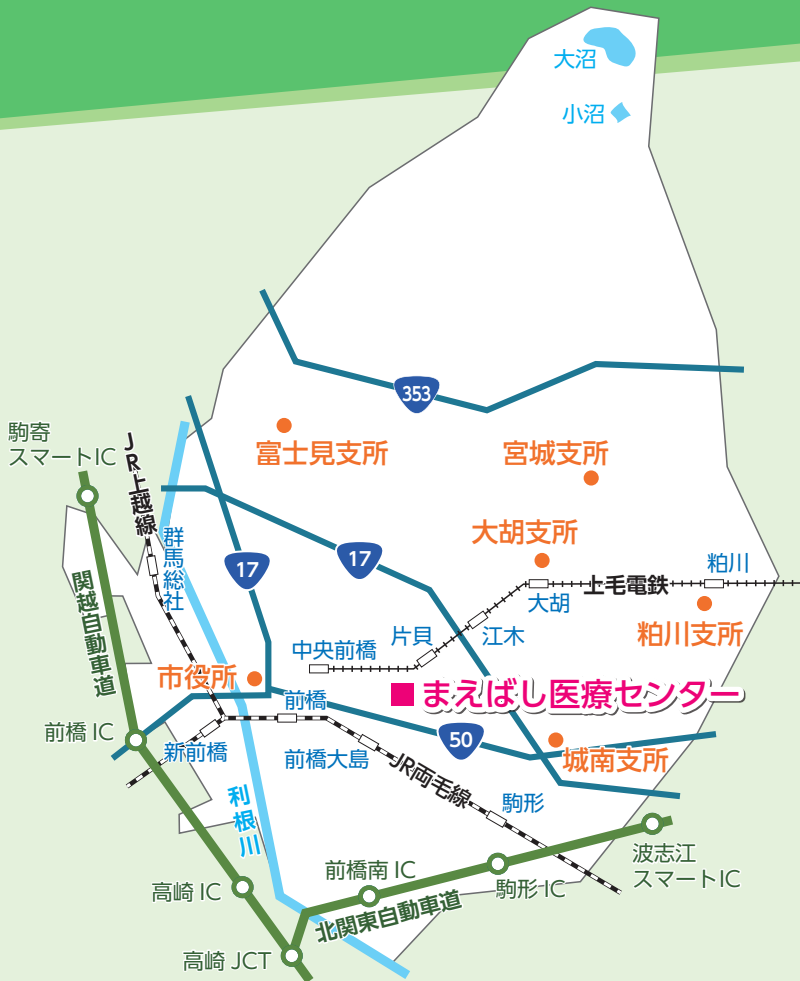 大沼
小沼
353
駒寄
スマートIC
JR上越線
富士見支所
宮城支所
群馬総社
17
17
大胡支所
粕川
上毛電鉄
大胡
関越自動車道
中央前橋
片貝
江木
粕川支所
市役所
前橋
まえばし医療センター
前橋 IC
新前橋
前橋大島
50
城南支所
JR両毛線
利根川
駒形
前橋南 IC
波志江
スマートIC
高崎 IC
駒形 IC
北関東自動車道
高崎 JCT